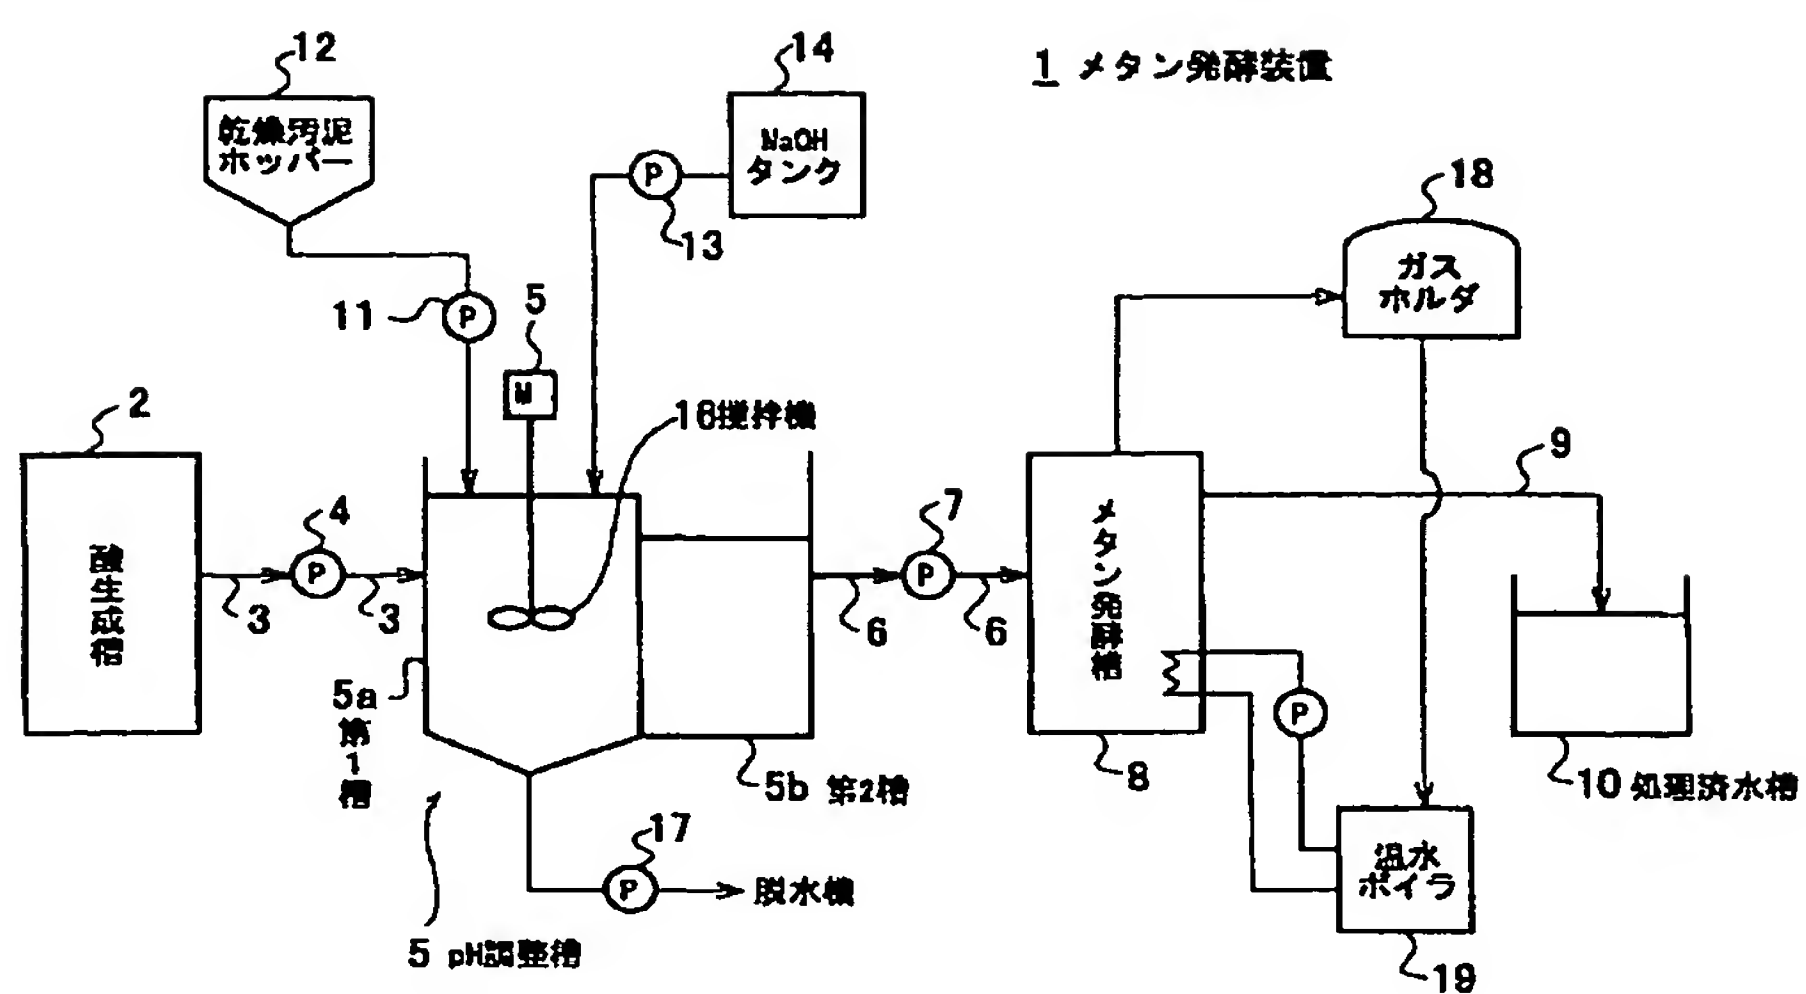 12
14
1 メタン発酵装置
乾燥汚泥
ホッパー
NaOH
タンク
P
13
18
ガス
ホルダ
11
P
5
M
2
16攪拌機
9
4
7
酸生成槽
P
P
メタン発酵槽
3
3
6
6
5a
第1槽
P
8
5b 第2槽
10 処理済水槽
17
P
脱水機
温水
ボイラ
5 pH調整槽
19